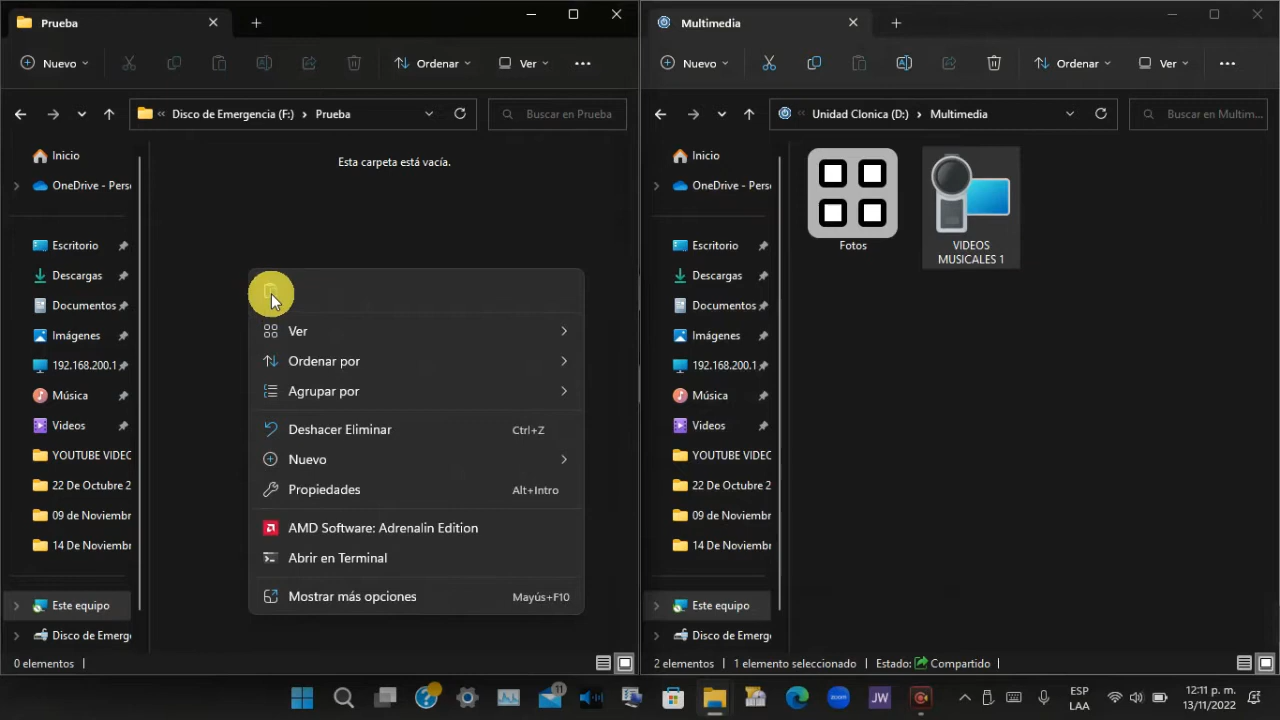 Prueba
Nuevo
Ordenar
Ver
Disco de Emergencia (F:)
Prueba
Buscar en Prueba
Inicio
OneDrive - Perso
Escritorio
Descargas
Documentos
Imágenes
192.168.200.1
Música
Videos
YOUTUBE VIDEO
22 De Octubre 2
09 de Noviembr
14 De Noviembr
Este equipo
Disco de Emerg
Esta carpeta está vacía.
Ver
Ordenar por
Agrupar por
Deshacer Eliminar Ctrl+Z
Nuevo
Propiedades Alt+Intro
AMD Software: Adrenalin Edition
Abrir en Terminal
Mostrar más opciones Mayús+F10
0 elementos
Multimedia
Nuevo
Ordenar
Ver
Unidad Clonica (D:)
Multimedia
Buscar en Multim...
Inicio
OneDrive - Perso
Escritorio
Descargas
Documentos
Imágenes
192.168.200.1
Música
Videos
YOUTUBE VIDEO
22 De Octubre 2
09 de Noviembr
14 De Noviembr
Este equipo
Disco de Emerg
Fotos
VIDEOS
MUSICALES 1
2 elementos
1 elemento seleccionado
Estado: Compartido
11
zoom
JW
ESP
LAA
12:11 p. m.
13/11/2022